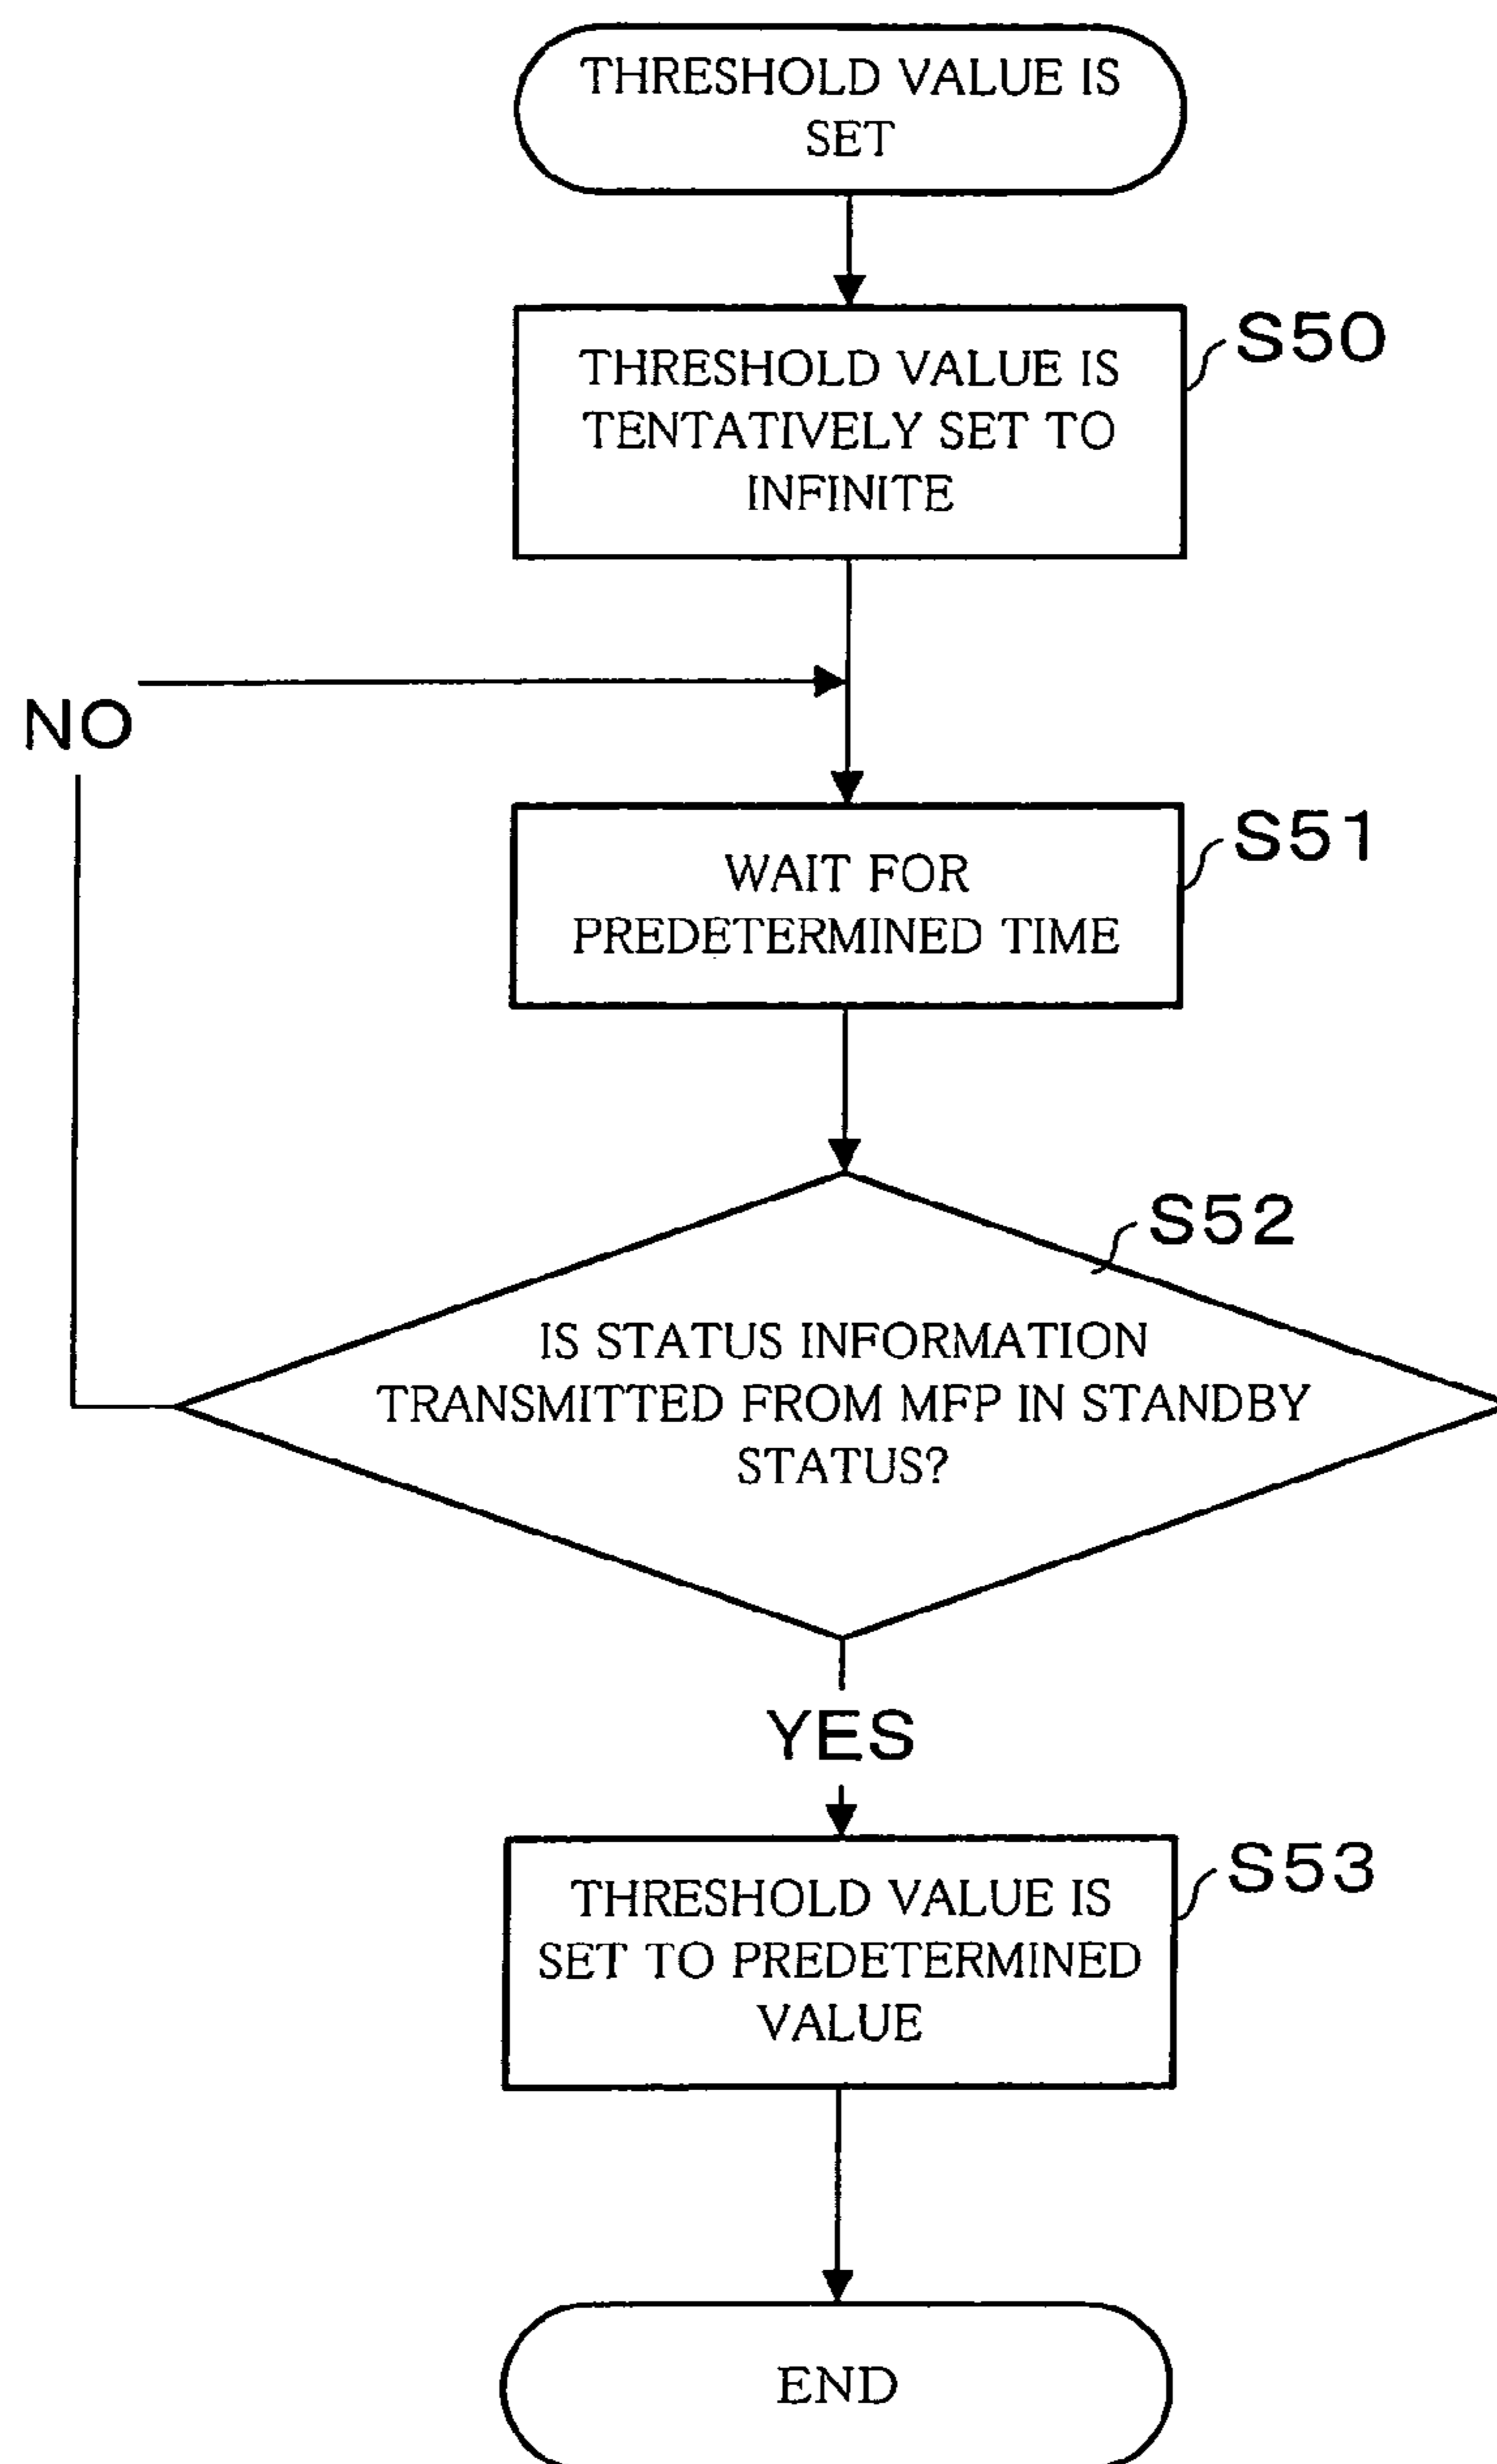 THRESHOLD VALUE IS
SET
THRESHOLD VALUE IS
TENTATIVELY SET TO
INFINITE
S50
NO
WAIT FOR
PREDETERMINED TIME
S51
S52
IS STATUS INFORMATION
TRANSMITTED FROM MFP IN STANDBY
STATUS?
YES
THRESHOLD VALUE IS
SET TO PREDETERMINED
VALUE
S53
END